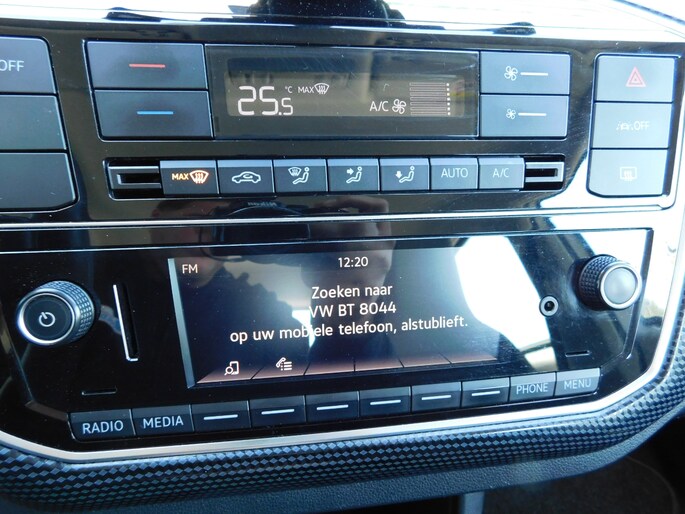 OFF
25.5 °C MAX
A/C
OFF
MAX
AUTO
A/C
FM
12:20
Zoeken naar
VW BT 8044
op uw mobiele telefoon, alstublieft.
RADIO
MEDIA
PHONE
MENU